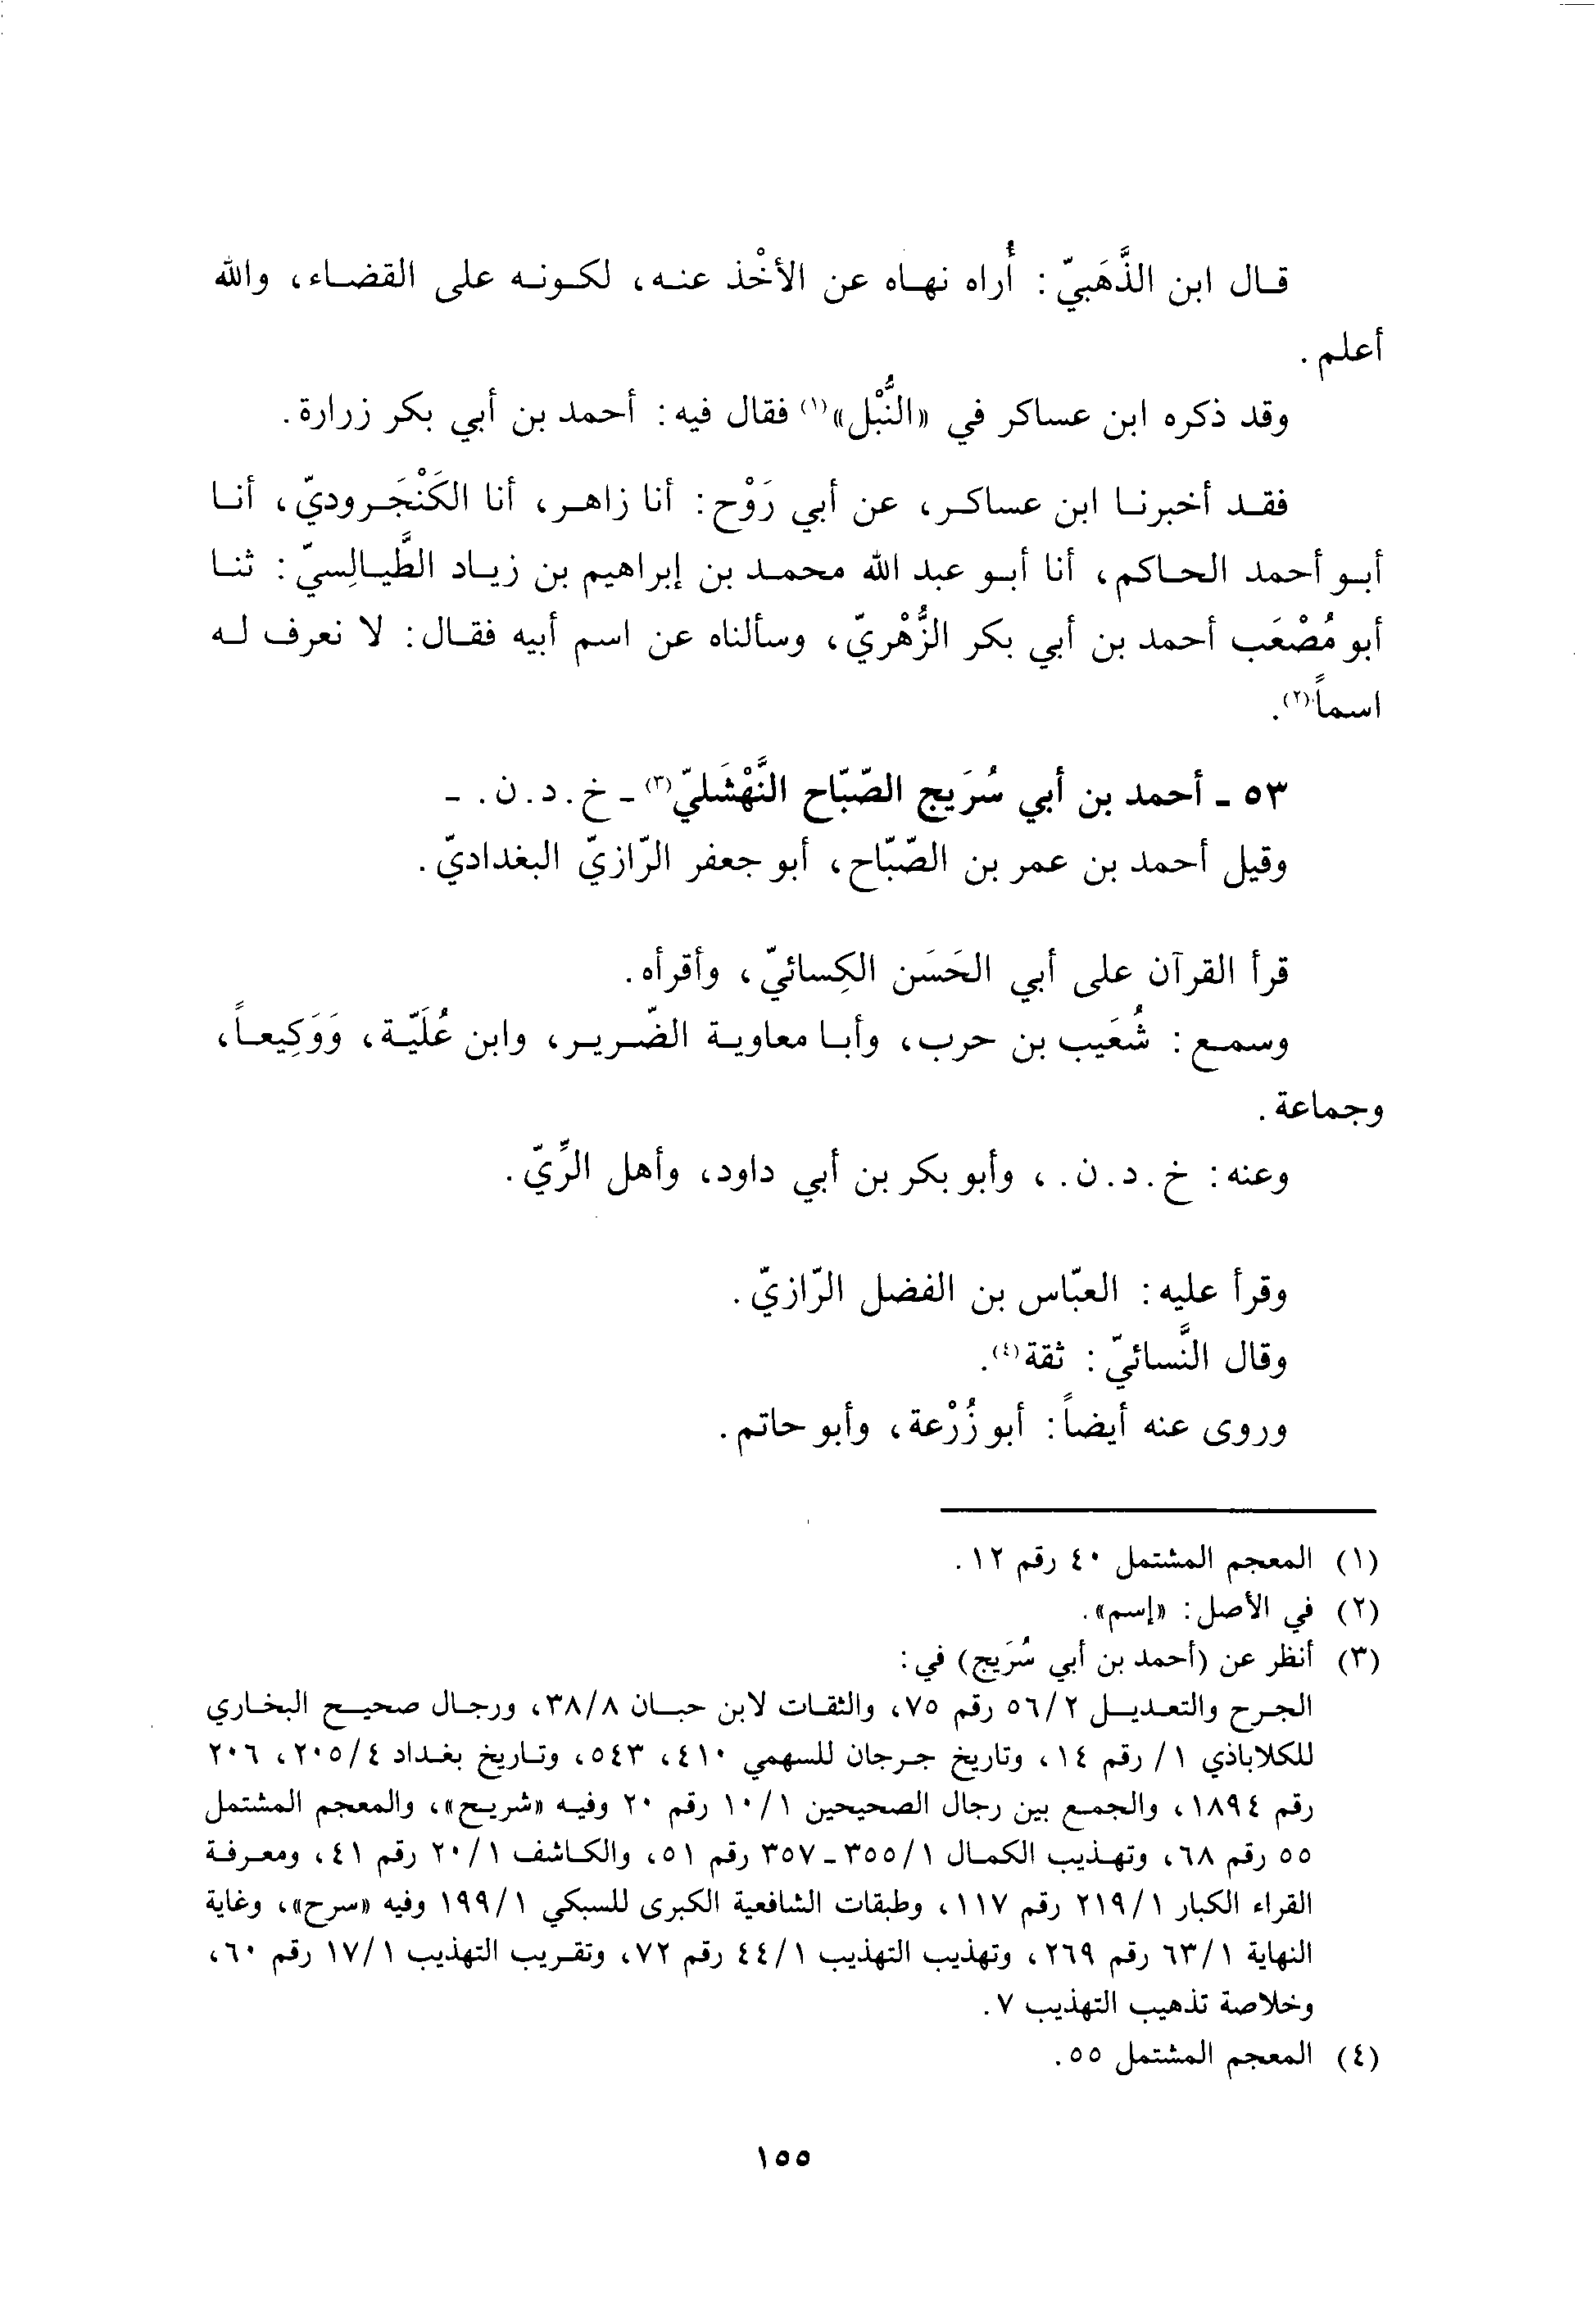 قال ابن الذَّهَبيّ: أُراه نهاه عن الأخْذ عنه، لكونه على القضاء، والله
أعلم.
وقد ذكره ابن عساكر في «النُّبْل»(١) فقال فيه: أحمد بن أبي بكر زرارة.
فقد أخبرنا ابن عساكر، عن أبي رَوْح: أنا زاهر، أنا الكَنْجَروديّ، أنا
أبو أحمد الحاكم، أنا أبو عبد الله محمد بن إبراهيم بن زياد الطَّيالِسيّ: ثنا
أبو مُصْعَب أحمد بن أبي بكر الزُّهْريّ، وسألناه عن اسم أبيه فقال: لا نعرف له
اسماً(٢).
٥٣ - أحمد بن أبي سُرَيج الصّبّاح النَّهْشَليّ(٣) - خ. د. ن. -
وقيل أحمد بن عمر بن الصّبّاح، أبو جعفر الرّازيّ البغداديّ.
قرأ القرآن على أبي الحَسَن الكِسائيّ، وأقرأه.
وسمع: شُعَيب بن حرب، وأبا معاوية الضّرير، وابن عُلَيّة، وَوَكِيعاً،
وجماعة.
وعنه: خ. د. ن. ، وأبو بكر بن أبي داود، وأهل الرِّيّ.
وقرأ عليه: العبّاس بن الفضل الرّازيّ.
وقال النَّسائيّ: ثقة(٤).
وروى عنه أيضاً: أبو زُرْعة، وأبو حاتم.
(١) المعجم المشتمل ٤٠ رقم ١٢.
(٢) في الأصل: «إسم».
(٣) أنظر عن (أحمد بن أبي سُرَيج) في:
الجرح والتعديل ٥٦/٢ رقم ٧٥، والثقات لابن حبان ٣٨/٨، ورجال صحيح البخاري
للكلاباذي ١/ رقم ١٤، وتاريخ جرجان للسهمي ٤١٠، ٥٤٣، وتاريخ بغداد ٢٠٥/٤، ٢٠٦
رقم ١٨٩٤، والجمع بين رجال الصحيحين ١٠/١ رقم ٢٠ وفيه «شريح»، والمعجم المشتمل
٥٥ رقم ٦٨، وتهذيب الكمال ٣٥٥/١ - ٣٥٧ رقم ٥١، والكاشف ٢٠/١ رقم ٤١، ومعرفة
القراء الكبار ٢١٩/١ رقم ١١٧، وطبقات الشافعية الكبرى للسبكي ١٩٩/١ وفيه «سرح»، وغاية
النهاية ٦٣/١ رقم ٢٦٩، وتهذيب التهذيب ٤٤/١ رقم ٧٢، وتقريب التهذيب ١٧/١ رقم ٦٠،
وخلاصة تذهيب التهذيب ٧.
(٤) المعجم المشتمل ٥٥.
١٥٥